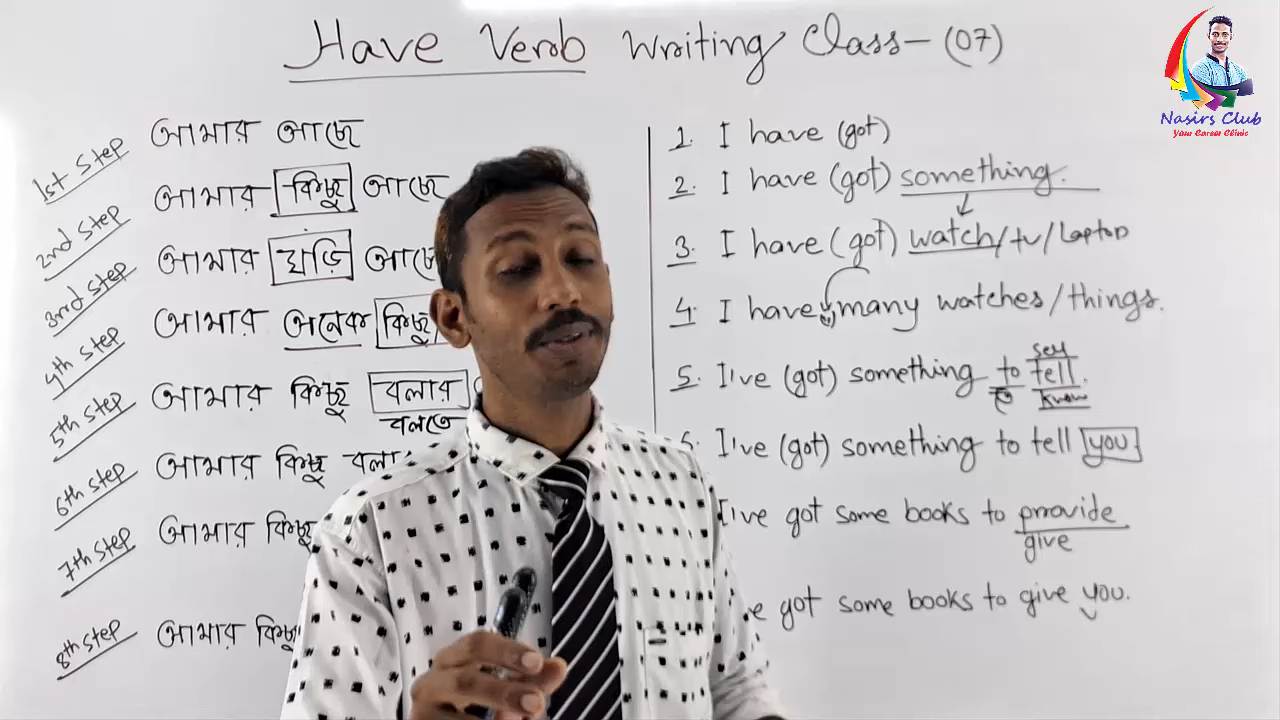 Have Verb Writing Class-(07)
Nasirs Club
Your Career Clinic
1st Step আমার আছে
2nd Step আমার কিছু আছে
3rd Step আমার ঘড়ি আছে
4th Step আমার অনেক কিছু
5th Step আমার কিছু বলার
বলতে
6th Step আমার কিছু বলা
7th Step আমার কিছু
8th Step আমার কিছু
1. I have (got)
2. I have (got) something.
3. I have (got) watch/tv/Laptop
4. I have many watches/things.
say
5. I've (got) something to tell.
তে know
6. I've (got) something to tell you
I've got some books to provide
give
ve got some books to give you.